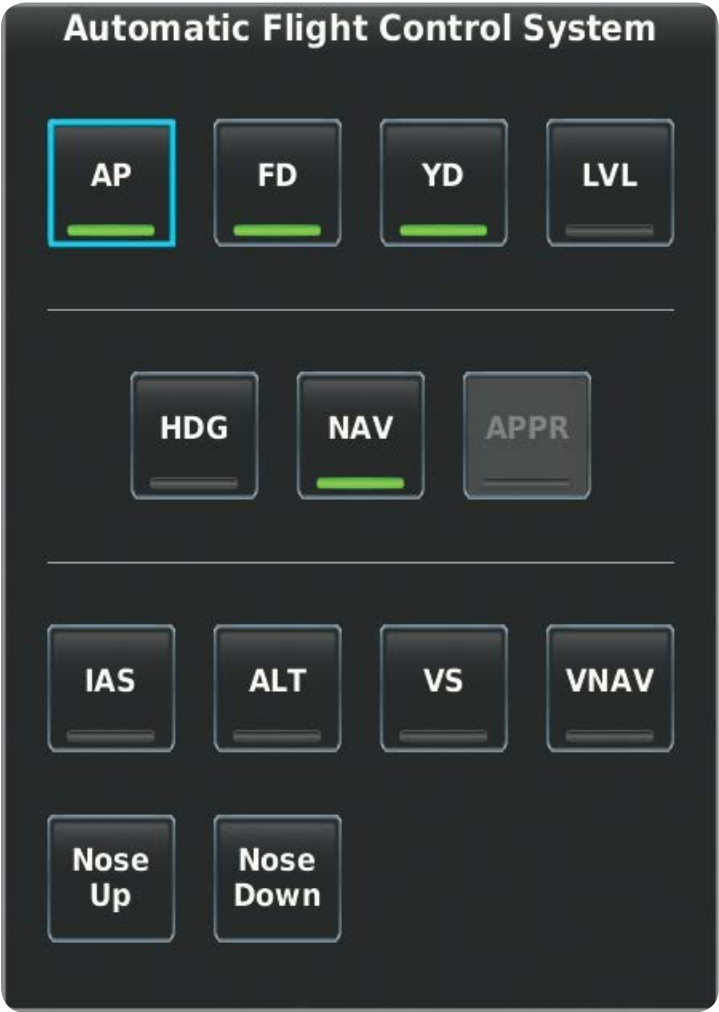 Automatic Flight Control System
AP FD YD LVL
HDG NAV APPR
IAS ALT VS VNAV
Nose Nose
Up Down